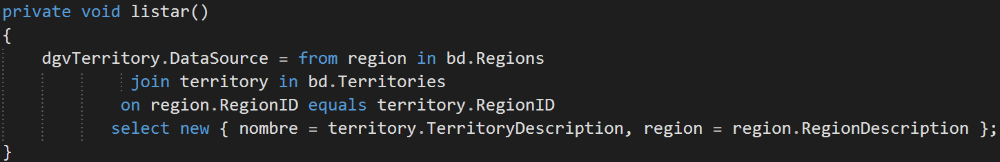 private void listar()
{
dgvTerritory.DataSource = from region in bd.Regions
join territory in bd.Territories
on region.RegionID equals territory.RegionID
select new { nombre = territory.TerritoryDescription, region = region.RegionDescription };
}